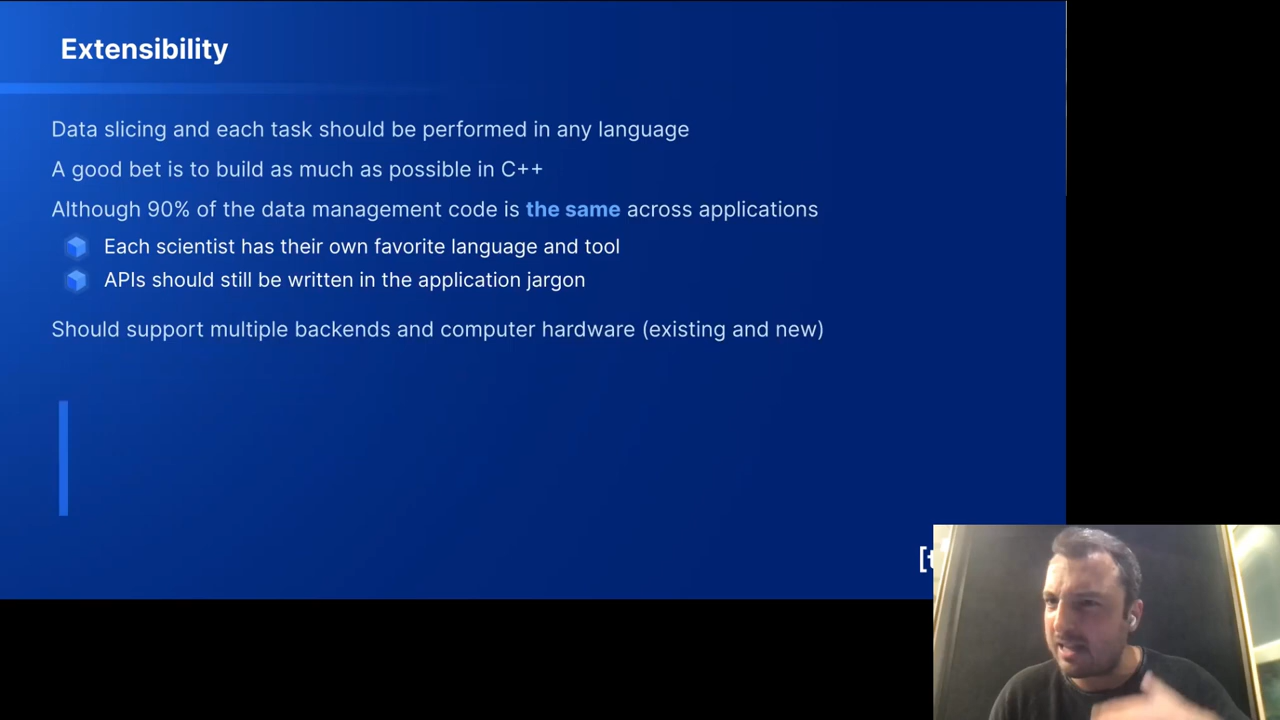 Extensibility
Data slicing and each task should be performed in any language
A good bet is to build as much as possible in C++
Although 90% of the data management code is the same across applications
Each scientist has their own favorite language and tool
APIs should still be written in the application jargon
Should support multiple backends and computer hardware (existing and new)